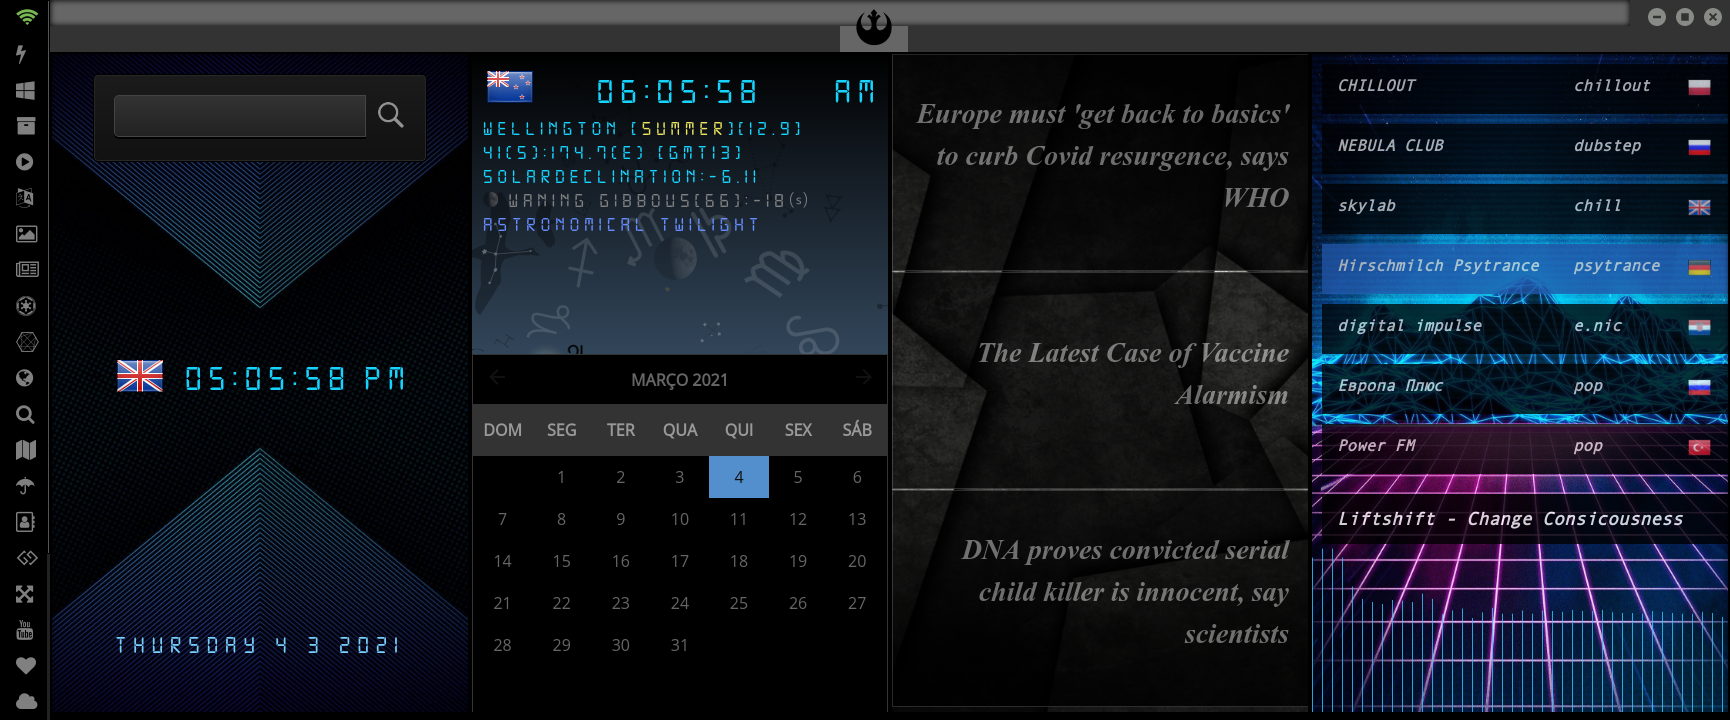 05:05:58 PM
THURSDAY 4 3 2021
06:05:58 AM
WELLINGTON [SUMMER][12.9]
41(S):174.7(E) [GMT13]
SOLARDECLINATION:-6.11
WANING GIBBOUS[66]:-18(s)
ASTRONOMICAL TWILIGHT
MARÇO 2021
DOM SEG TER QUA QUI SEX SÁB
1 2 3 4 5 6
7 8 9 10 11 12 13
14 15 16 17 18 19 20
21 22 23 24 25 26 27
28 29 30 31
Europe must 'get back to basics'
to curb Covid resurgence, says
WHO
The Latest Case of Vaccine
Alarmism
DNA proves convicted serial
child killer is innocent, say
scientists
CHILLOUT chillout
NEBULA CLUB dubstep
skylab chill
Hirschmilch Psytrance psytrance
digital impulse e.nic
Европа Плюс pop
Power FM pop
Liftshift - Change Consicousness
You
Tube